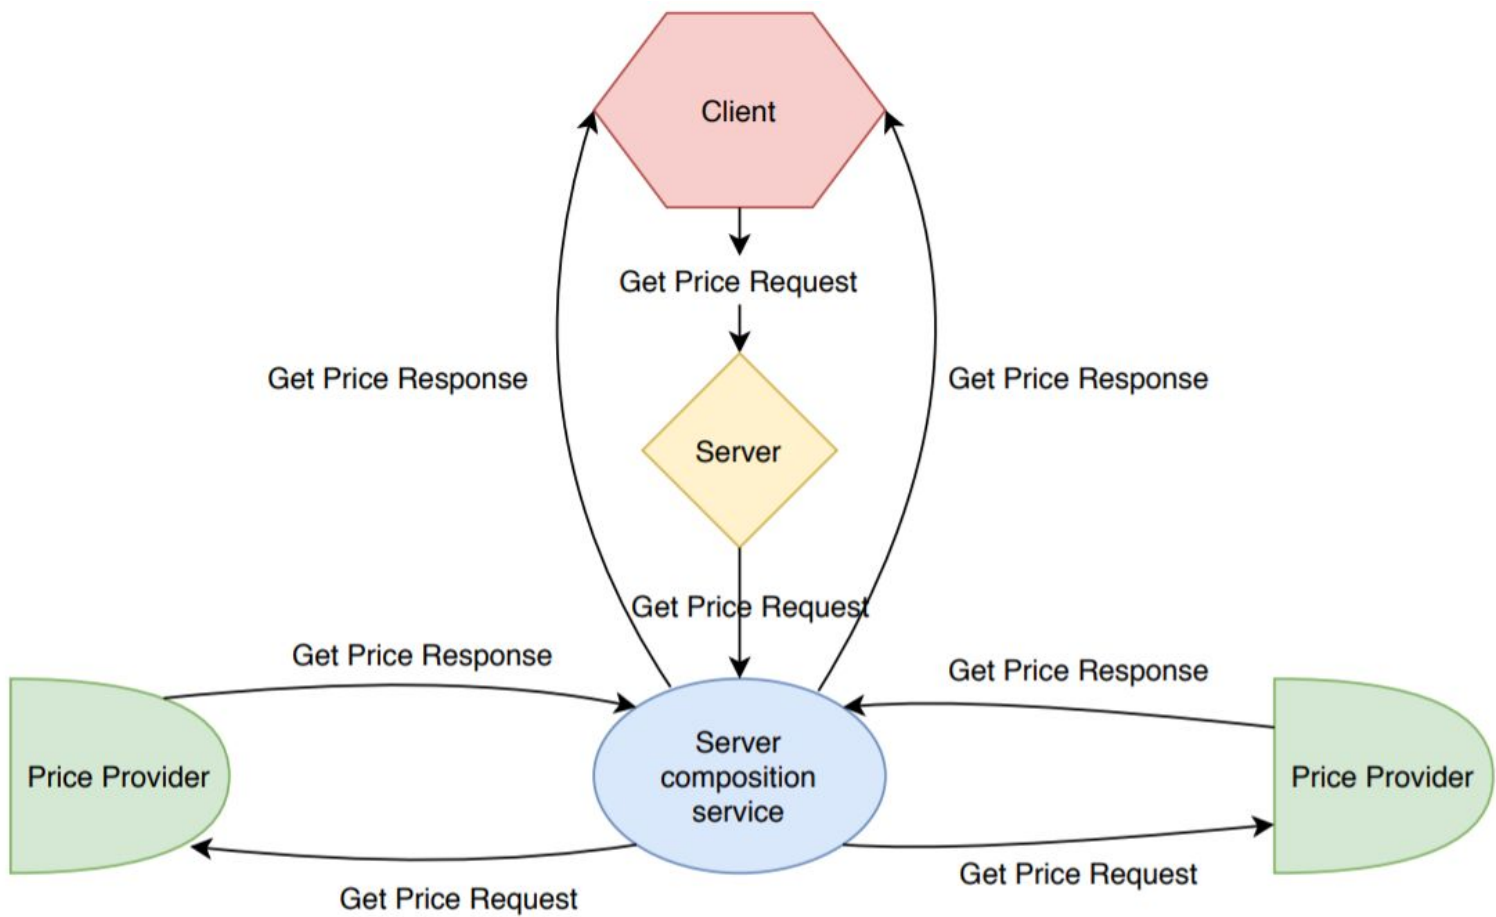 Client
Get Price Request
Get Price Response
Get Price Response
Server
Get Price Request
Get Price Response
Get Price Response
Price Provider
Server
composition
service
Price Provider
Get Price Request
Get Price Request